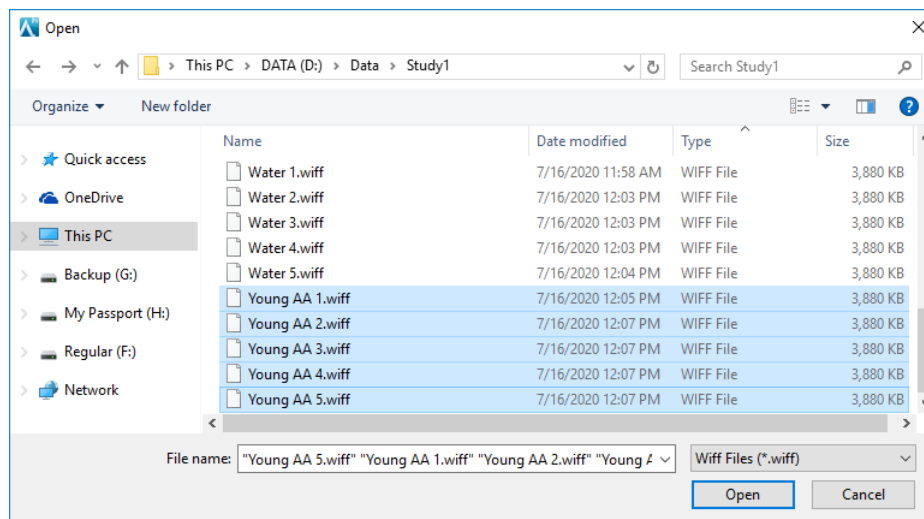 Open
This PC > DATA (D:) > Data > Study1
Search Study1
Organize
New folder
Name Date modified Type Size
Quick access
OneDrive
This PC
Backup (G:)
My Passport (H:)
Regular (F:)
Network
Water 1.wiff 7/16/2020 11:58 AM WIFF File 3,880 KB
Water 2.wiff 7/16/2020 12:03 PM WIFF File 3,880 KB
Water 3.wiff 7/16/2020 12:03 PM WIFF File 3,880 KB
Water 4.wiff 7/16/2020 12:03 PM WIFF File 3,880 KB
Water 5.wiff 7/16/2020 12:04 PM WIFF File 3,880 KB
Young AA 1.wiff 7/16/2020 12:05 PM WIFF File 3,880 KB
Young AA 2.wiff 7/16/2020 12:07 PM WIFF File 3,880 KB
Young AA 3.wiff 7/16/2020 12:07 PM WIFF File 3,880 KB
Young AA 4.wiff 7/16/2020 12:07 PM WIFF File 3,880 KB
Young AA 5.wiff 7/16/2020 12:07 PM WIFF File 3,880 KB
File name: "Young AA 5.wiff" "Young AA 1.wiff" "Young AA 2.wiff" "Young
Wiff Files (*.wiff)
Open
Cancel